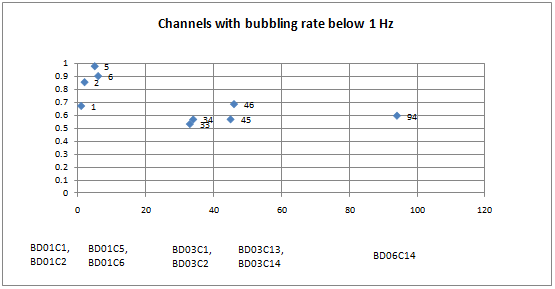 Channels with bubbling rate below 1 Hz
1
0.9
0.8
0.7
0.6
0.5
0.4
0.3
0.2
0.1
0
5
6
2
1
46
34
33
45
94
0 20 40 60 80 100 120
BD01C1, BD01C2
BD01C5, BD01C6
BD03C1, BD03C2
BD03C13, BD03C14
BD06C14